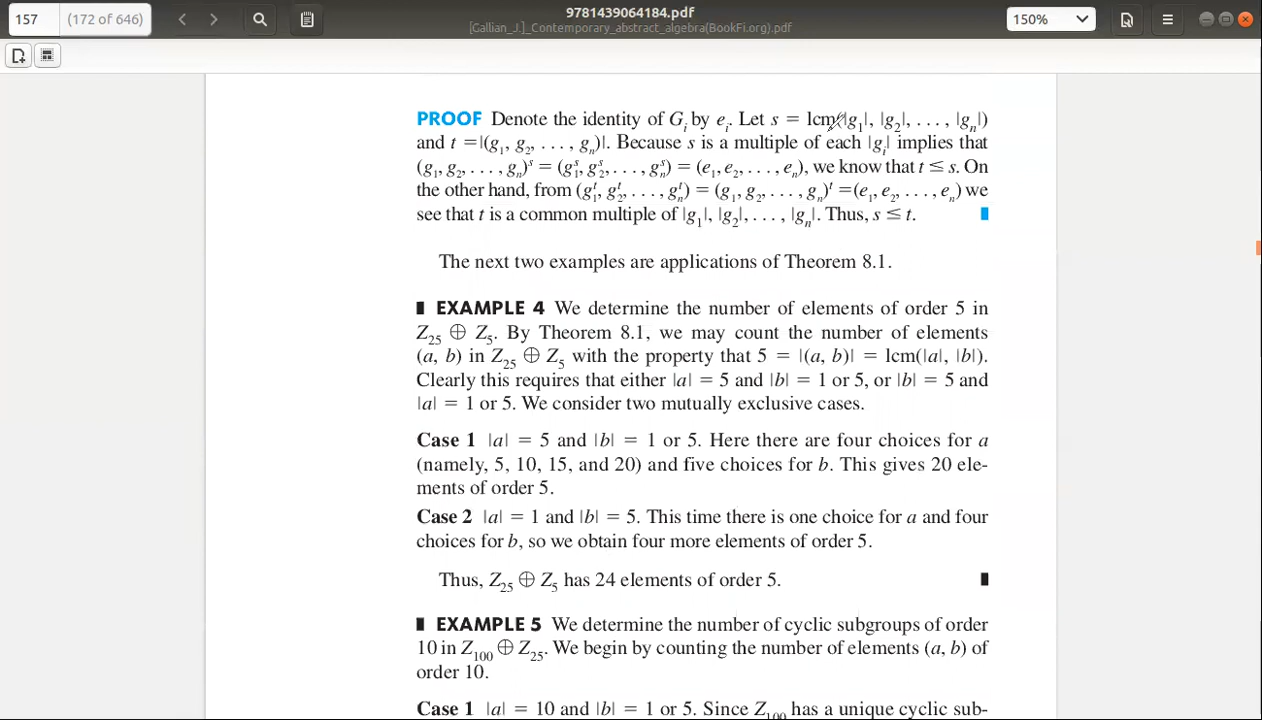 157 (172 of 646)
9781439064184.pdf
[Gallian_J.]_Contemporary_abstract_algebra(BookFi.org).pdf
150%
PROOF Denote the identity of Gᵢ by eᵢ. Let s = lcm(|g₁|, |g₂|, . . . , |gₙ|)
and t =|(g₁, g₂, . . . , gₙ)|. Because s is a multiple of each |gᵢ| implies that
(g₁, g₂, . . . , gₙ)ˢ = (g₁ˢ, g₂ˢ, . . . , gₙˢ) = (e₁, e₂, . . . , eₙ), we know that t ≤ s. On
the other hand, from (g₁ᵗ, g₂ᵗ, . . . , gₙᵗ) = (g₁, g₂, . . . , gₙ)ᵗ =(e₁, e₂, . . . , eₙ) we
see that t is a common multiple of |g₁|, |g₂|, . . . , |gₙ|. Thus, s ≤ t.
The next two examples are applications of Theorem 8.1.
EXAMPLE 4 We determine the number of elements of order 5 in
Z₂₅ ⊕ Z₅. By Theorem 8.1, we may count the number of elements
(a, b) in Z₂₅ ⊕ Z₅ with the property that 5 = |(a, b)| = lcm(|a|, |b|).
Clearly this requires that either |a| = 5 and |b| = 1 or 5, or |b| = 5 and
|a| = 1 or 5. We consider two mutually exclusive cases.
Case 1 |a| = 5 and |b| = 1 or 5. Here there are four choices for a
(namely, 5, 10, 15, and 20) and five choices for b. This gives 20 ele-
ments of order 5.
Case 2 |a| = 1 and |b| = 5. This time there is one choice for a and four
choices for b, so we obtain four more elements of order 5.
Thus, Z₂₅ ⊕ Z₅ has 24 elements of order 5.
EXAMPLE 5 We determine the number of cyclic subgroups of order
10 in Z₁₀₀ ⊕ Z₂₅. We begin by counting the number of elements (a, b) of
order 10.
Case 1 |a| = 10 and |b| = 1 or 5. Since Z₁₀₀ has a unique cyclic sub-